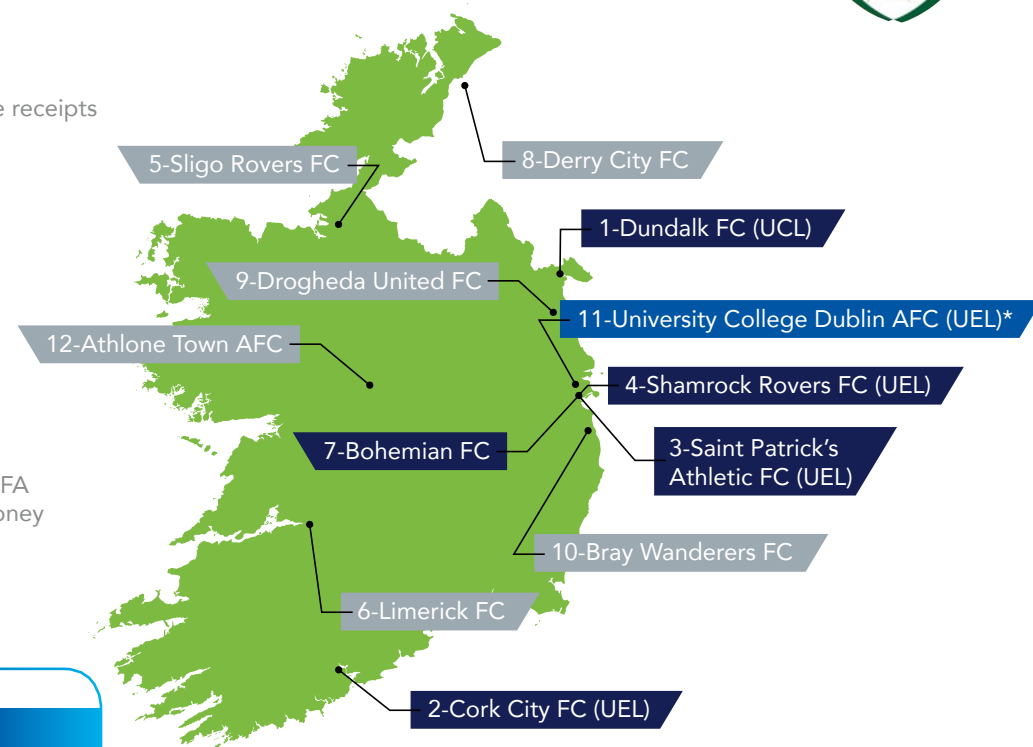 e receipts
5-Sligo Rovers FC
8-Derry City FC
1-Dundalk FC (UCL)
9-Drogheda United FC
11-University College Dublin AFC (UEL)*
12-Athlone Town AFC
4-Shamrock Rovers FC (UEL)
7-Bohemian FC
3-Saint Patrick's
Athletic FC (UEL)
FA
oney
10-Bray Wanderers FC
6-Limerick FC
2-Cork City FC (UEL)